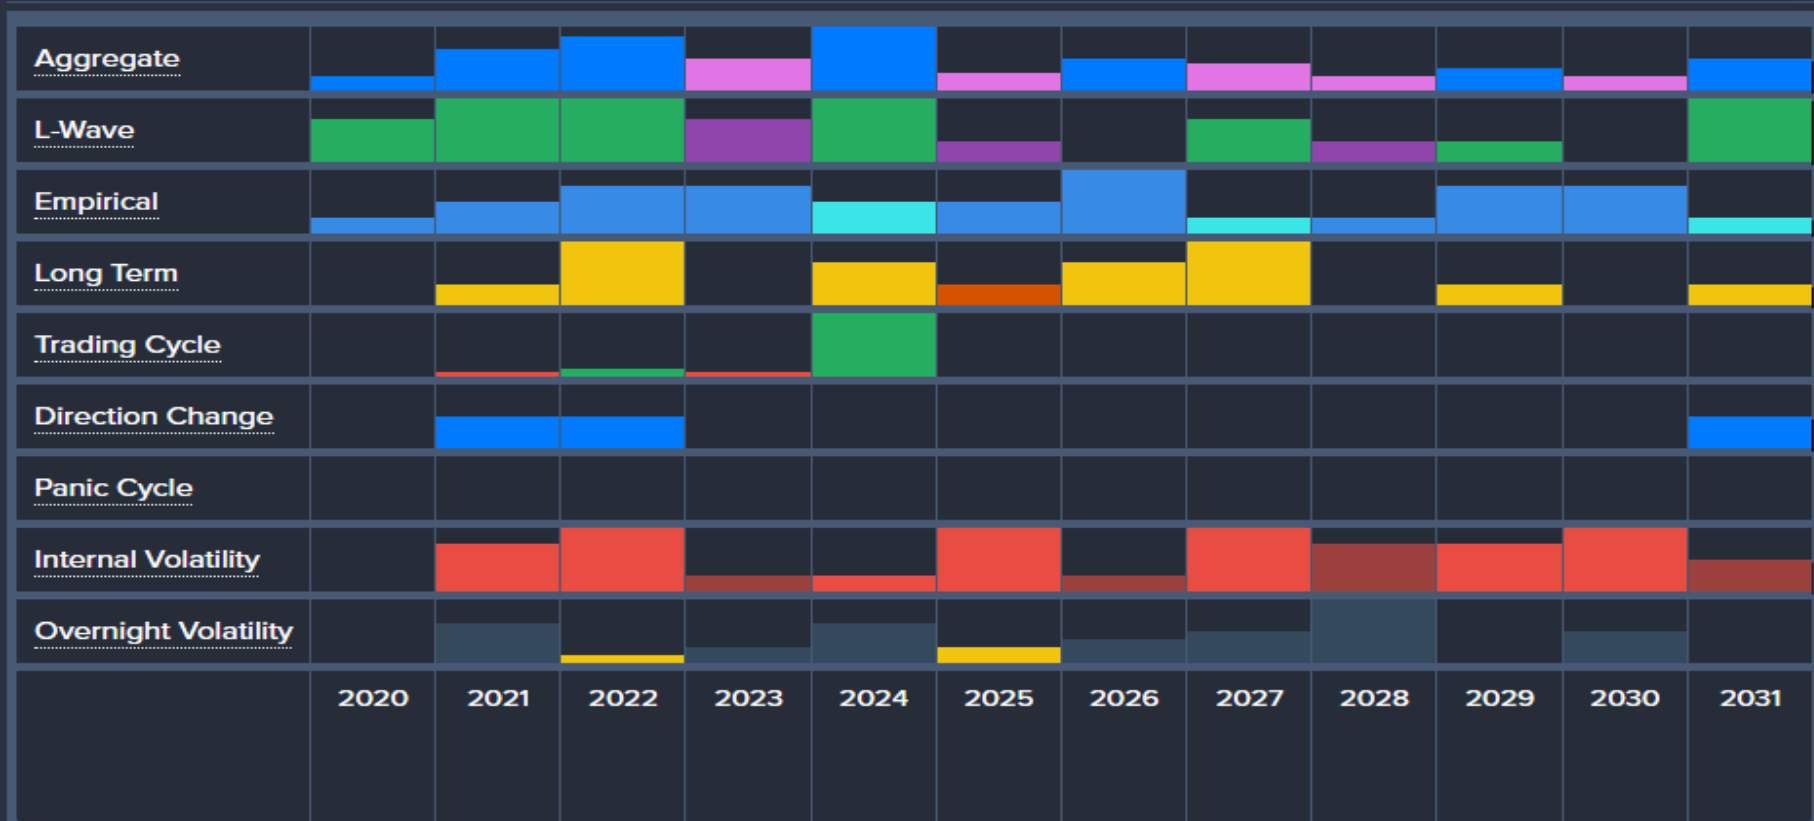 Aggregate
L-Wave
Empirical
Long Term
Trading Cycle
Direction Change
Panic Cycle
Internal Volatility
Overnight Volatility
2020 2021 2022 2023 2024 2025 2026 2027 2028 2029 2030 2031